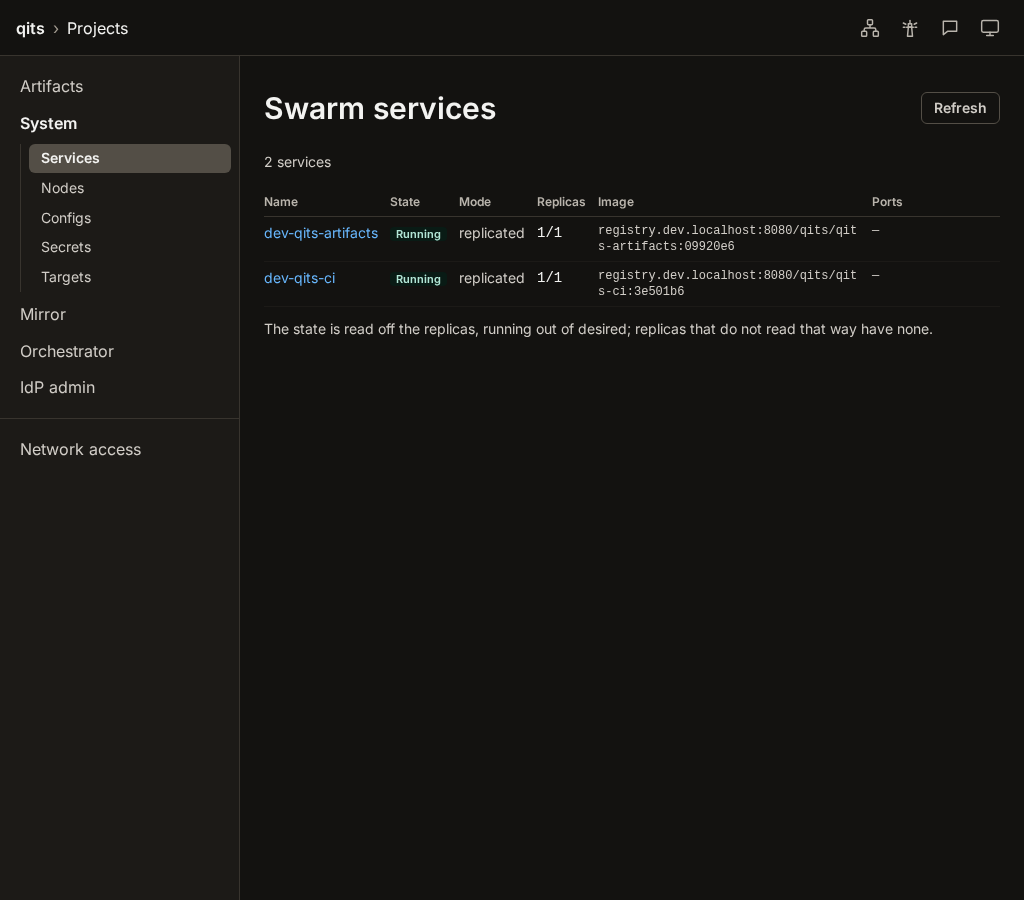 qits › Projects
Artifacts
System
Services
Nodes
Configs
Secrets
Targets
Mirror
Orchestrator
IdP admin
Network access
Swarm services
Refresh
2 services
Name State Mode Replicas Image Ports
dev-qits-artifacts Running replicated 1/1 registry.dev.localhost:8080/qits/qit —
s-artifacts:09920e6
dev-qits-ci Running replicated 1/1 registry.dev.localhost:8080/qits/qit —
s-ci:3e501b6
The state is read off the replicas, running out of desired; replicas that do not read that way have none.